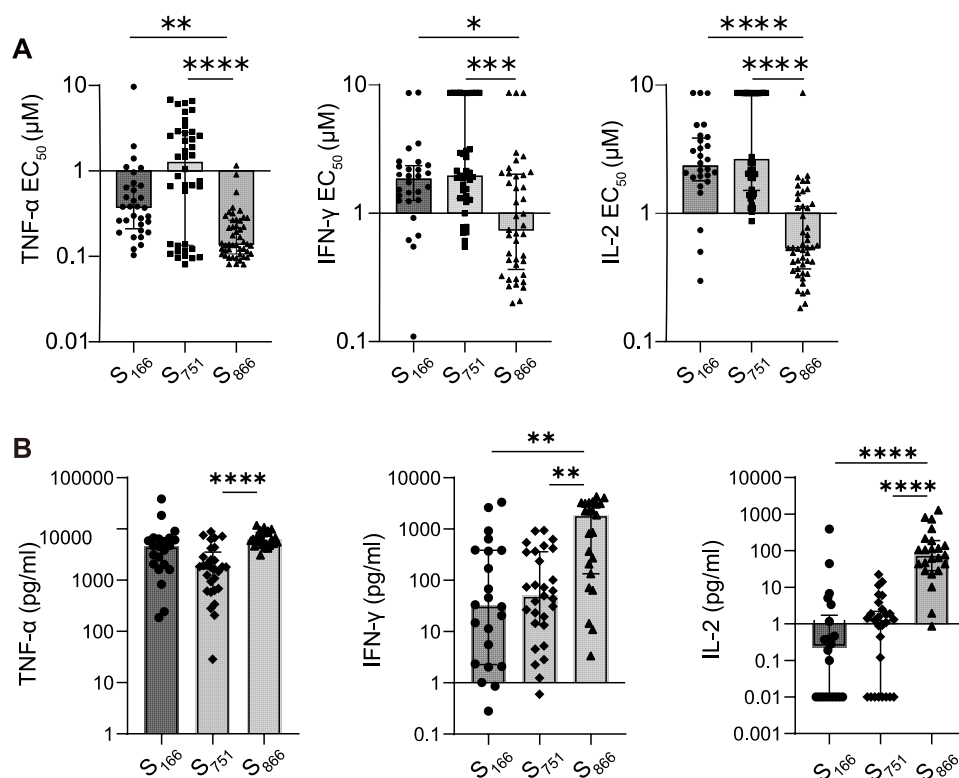 A
** * ****
**** *** ****
TNF-α EC50 (µM)
10
1
0.1
0.01
S166 S751 S866
IFN-γ EC50 (µM)
10
1
0.1
S166 S751 S866
IL-2 EC50 (µM)
10
1
0.1
S166 S751 S866
B
****
TNF-α (pg/ml)
100000
10000
1000
100
10
1
S166 S751 S866
**
**
IFN-γ (pg/ml)
10000
1000
100
10
1
0.1
S166 S751 S866
****
****
IL-2 (pg/ml)
10000
1000
100
10
1
0.1
0.01
0.001
S166 S751 S866